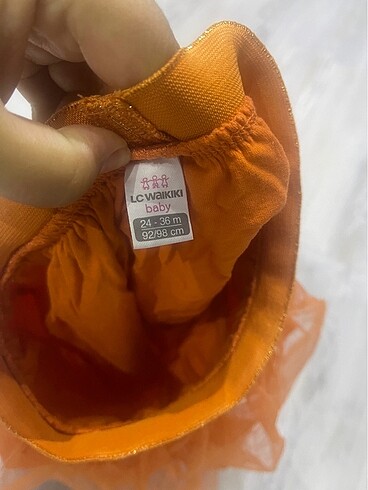 LC WAIKIKI
baby
24 - 36 m
92/98 cm